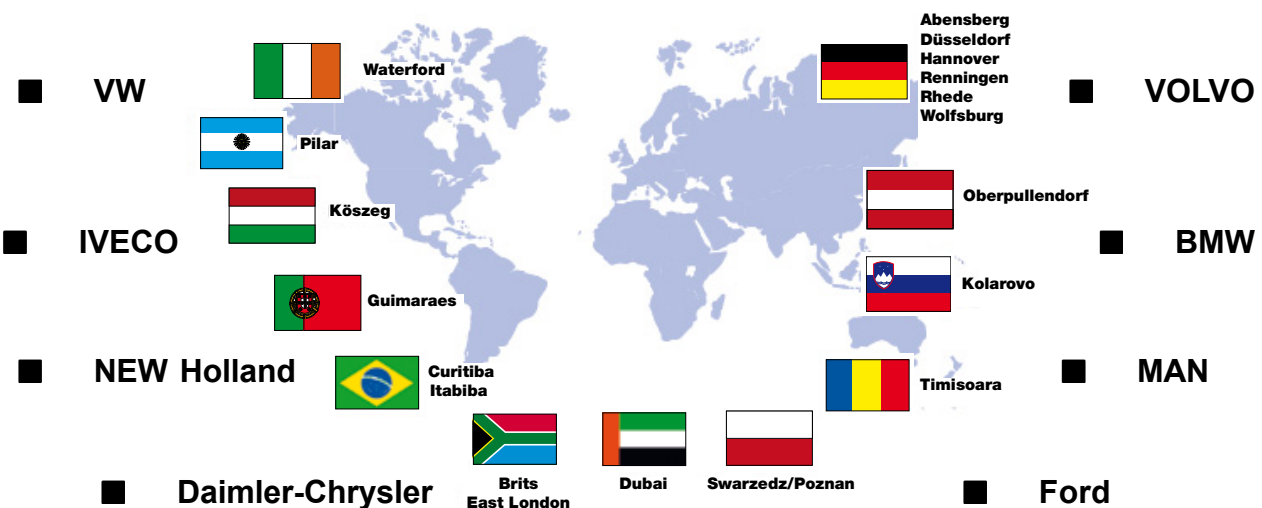 Abensberg
Düsseldorf
Hannover
Renningen
Rhede
Wolfsburg
Waterford
VW
VOLVO
Pilar
Köszeg
Oberpullendorf
IVECO
BMW
Kolarovo
Guimaraes
NEW Holland
Curitiba
Itabiba
Timisoara
MAN
Brits
East London
Dubai
Swarzedz/Poznan
Daimler-Chrysler
Ford